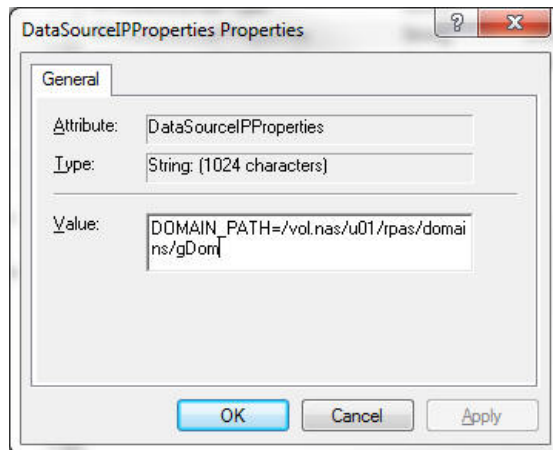 DataSourceIPProperties Properties
General
Attribute: DataSourceIPProperties
Type: String: (1024 characters)
Value: DOMAIN_PATH=/vol.nas/u01/rpas/domai
ns/gDom
OK Cancel Apply